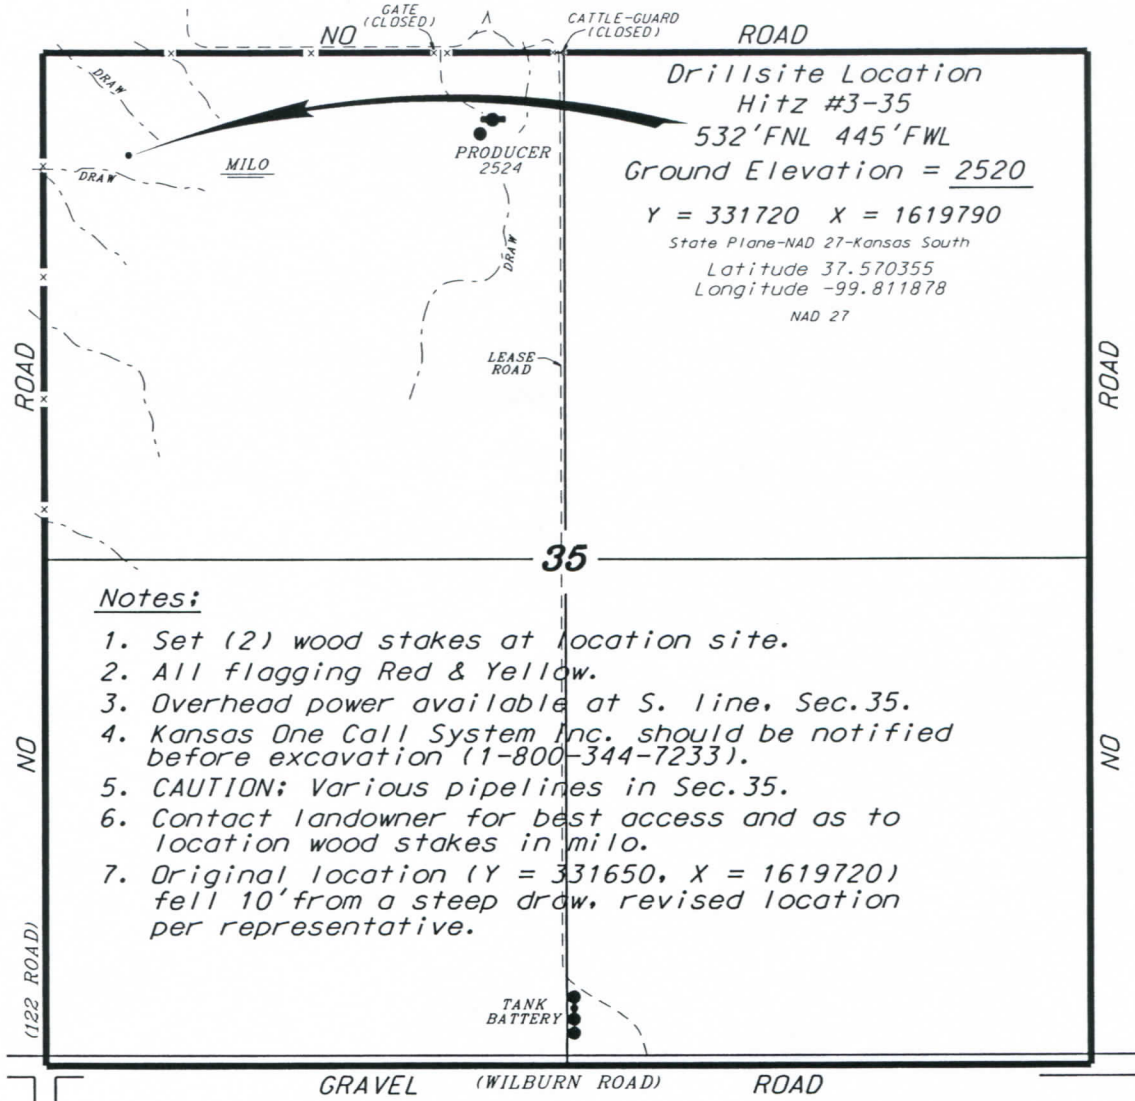 GATE
(CLOSED)
CATTLE-GUARD
(CLOSED)
NO
ROAD
DRAW
Drillsite Location
Hitz #3-35
532'FNL 445'FWL
Ground Elevation = 2520
Y = 331720 X = 1619790
State Plane-NAD 27-Kansas South
Latitude 37.570355
Longitude -99.811878
NAD 27
PRODUCER
2524
MILO
DRAW
DRAW
LEASE
ROAD
ROAD
ROAD
35
Notes:
1. Set (2) wood stakes at location site.
2. All flagging Red & Yellow.
3. Overhead power available at S. line, Sec.35.
4. Kansas One Call System Inc. should be notified
before excavation (1-800-344-7233).
5. CAUTION: Various pipelines in Sec.35.
6. Contact landowner for best access and as to
location wood stakes in milo.
7. Original location (Y = 331650, X = 1619720)
fell 10'from a steep draw, revised location
per representative.
NO
NO
(122 ROAD)
TANK
BATTERY
GRAVEL (WILBURN ROAD) ROAD